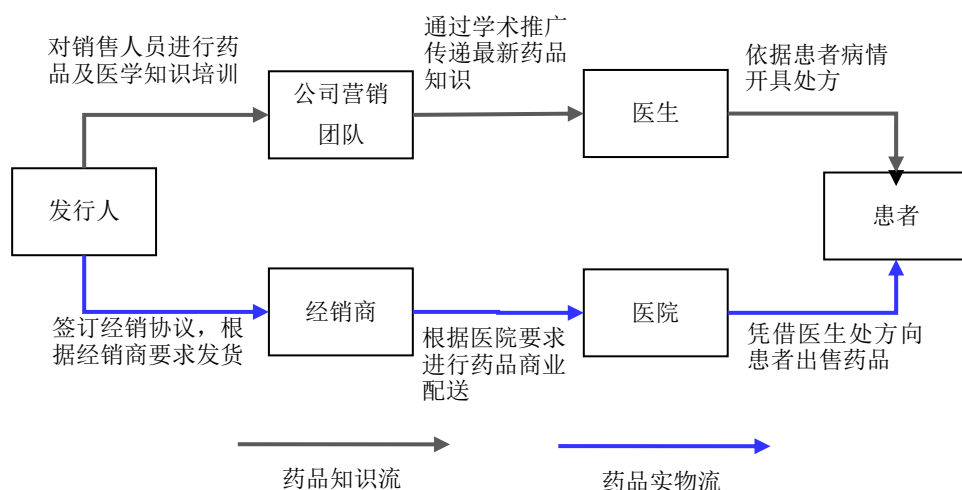 对销售人员进行药
品及医学知识培训
通过学术推广
传递最新药品
知识
依据患者病情
开具处方
公司营销
团队
医生
发行人
患者
经销商
医院
签订经销协议，根
据经销商要求发货
根据医院要求
进行药品商业
配送
凭借医生处方向
患者出售药品
药品知识流
药品实物流